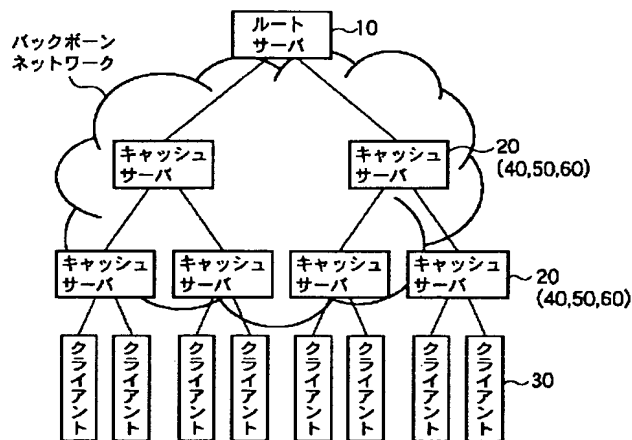 ルート
サーバ
10
バックボーン
ネットワーク
キャッシュ
サーバ
キャッシュ
サーバ
20
(40,50,60)
キャッシュ
サーバ
キャッシュ
サーバ
キャッシュ
サーバ
キャッシュ
サーバ
20
(40,50,60)
クライアント
クライアント
クライアント
クライアント
クライアント
クライアント
クライアント
クライアント
30